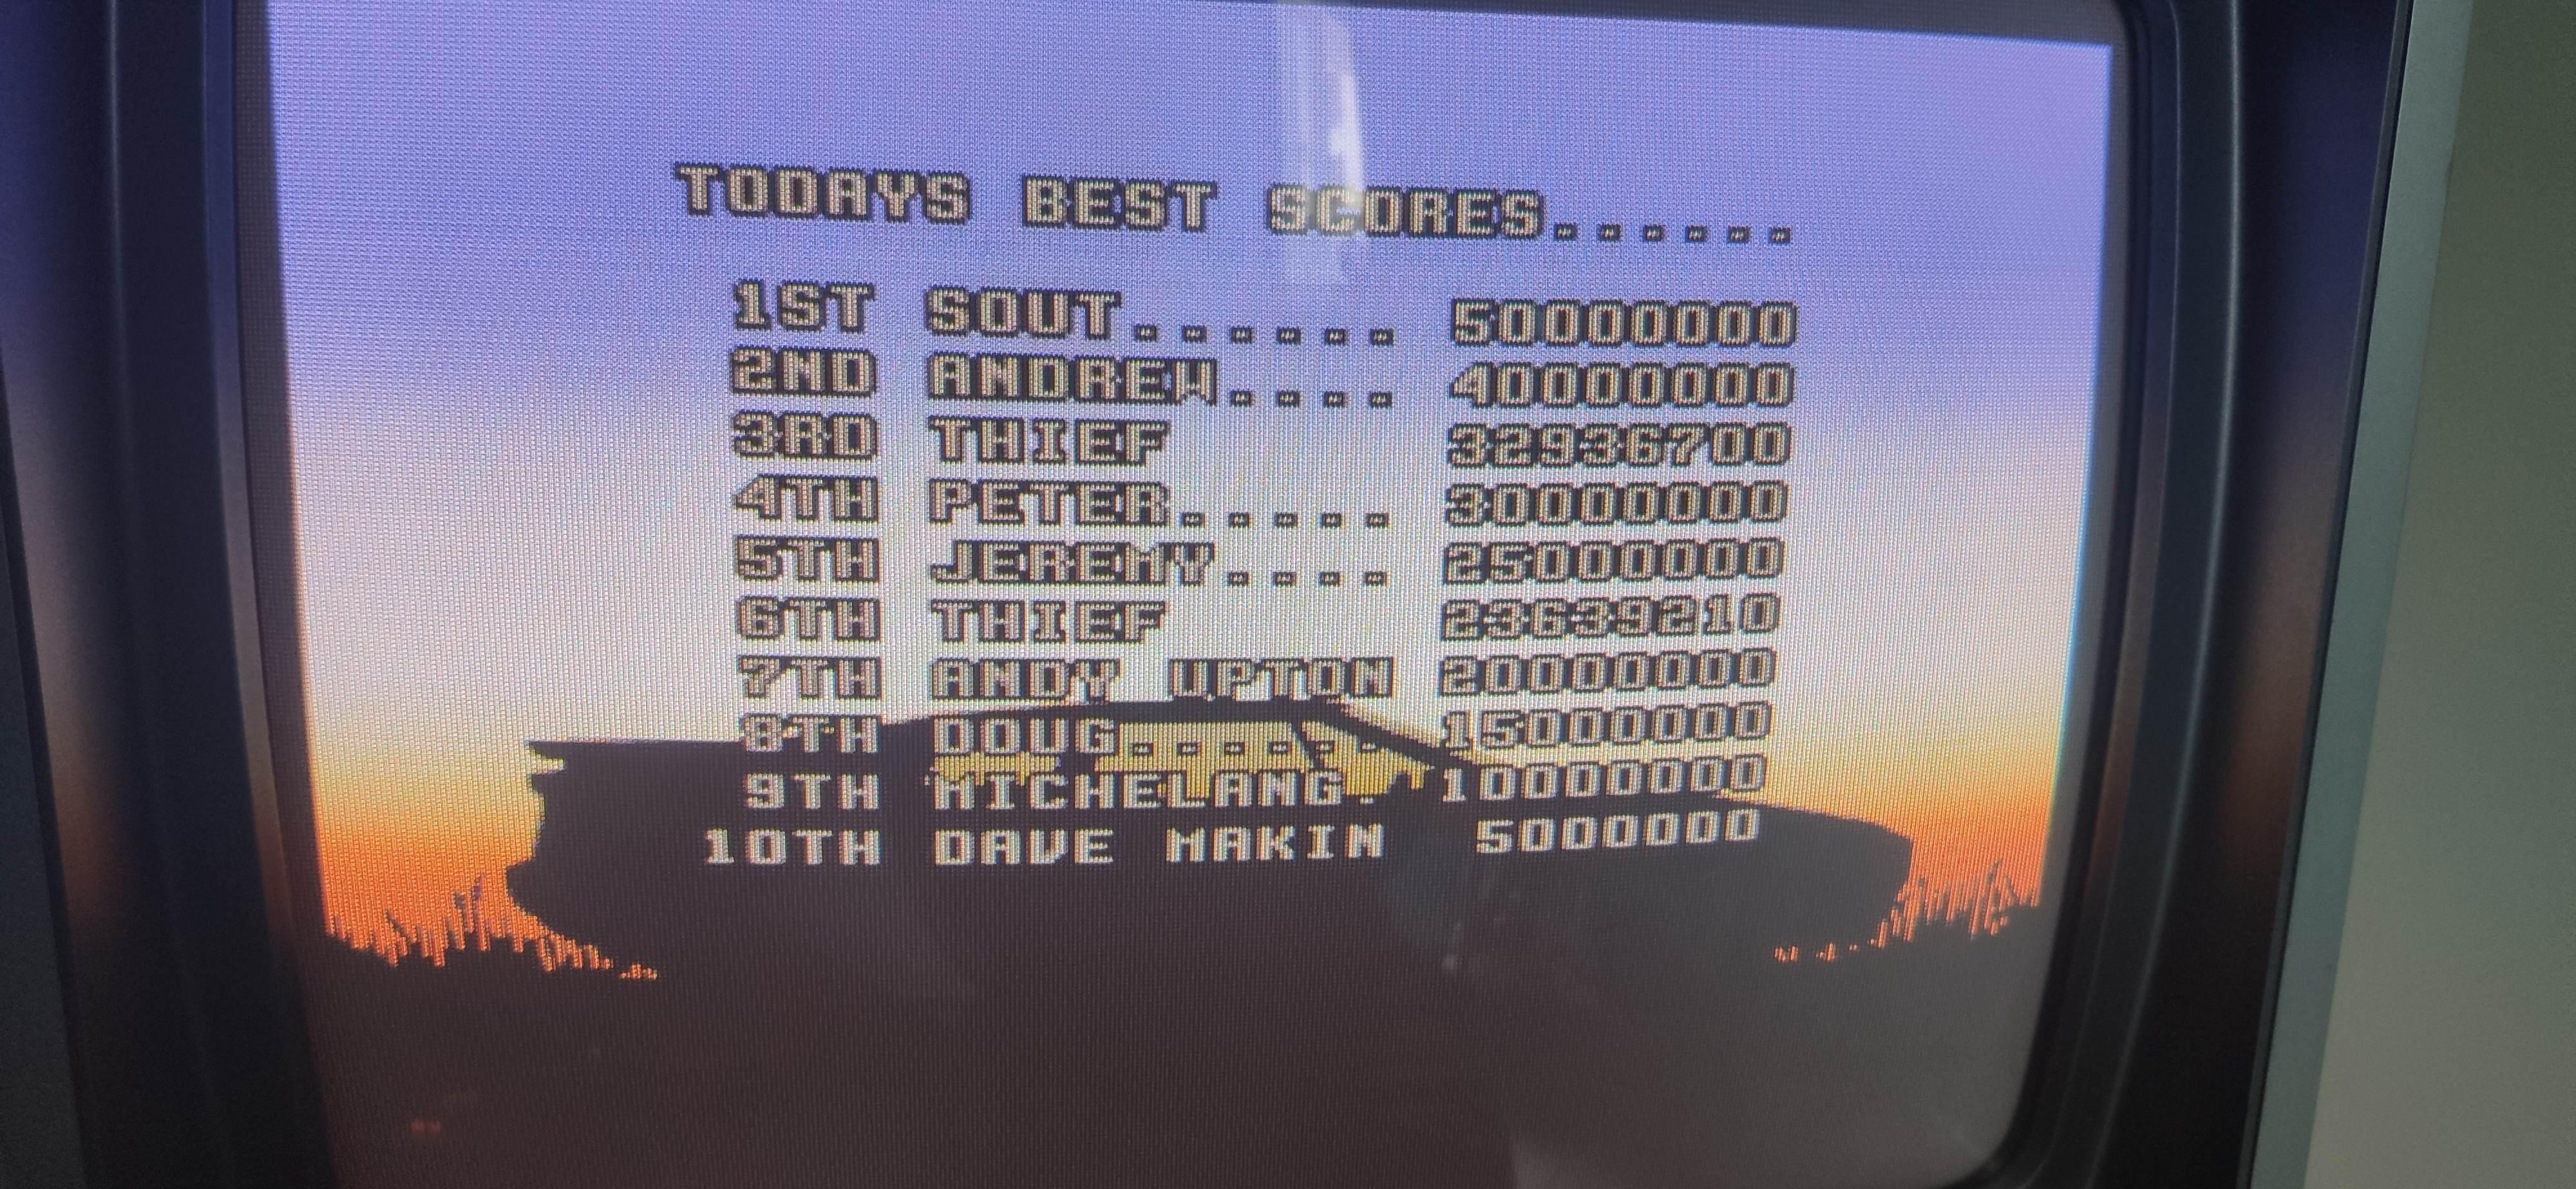 TODAYS BEST SCORES......
1ST SOUT...... 50000000
2ND ANDREW.... 40000000
3RD THIEF 32936700
4TH PETER..... 30000000
5TH JEREMY.... 25000000
6TH THIEF 23639210
7TH ANDY UPTON 20000000
8TH DOUG...... 15000000
9TH MICHELANG. 10000000
10TH DAVE MAKIN 5000000